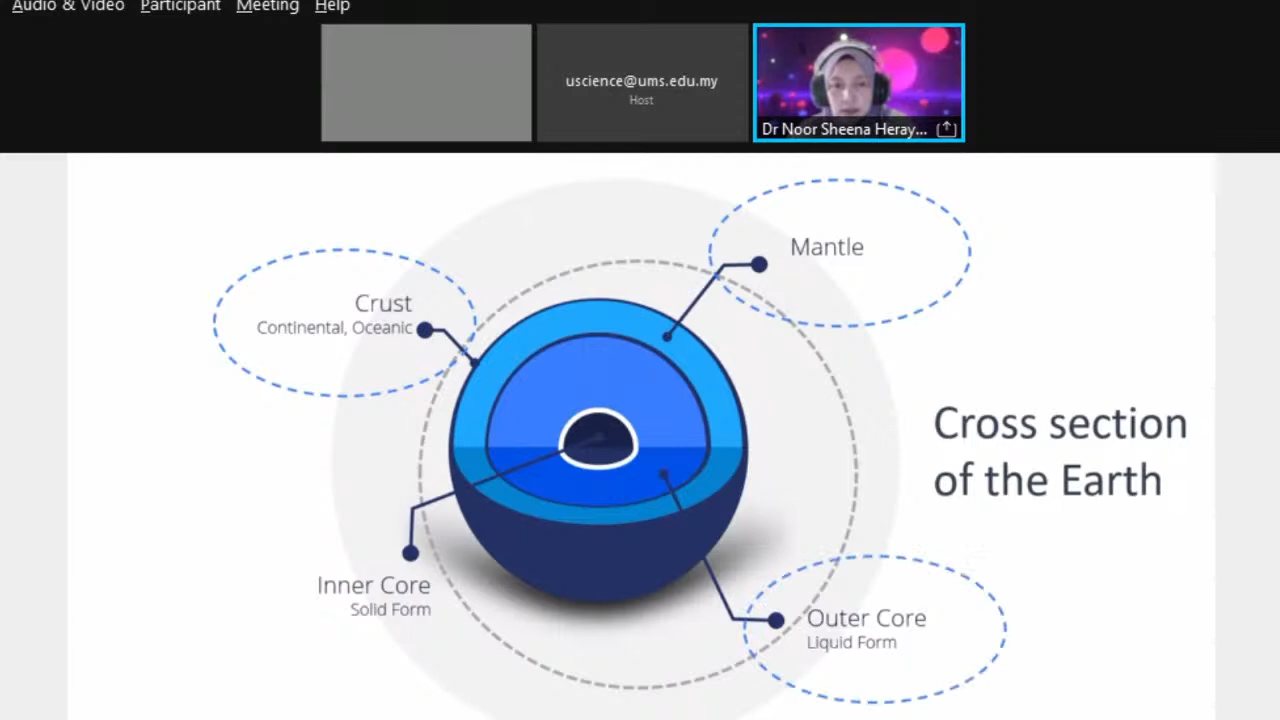 Audio & Video Participant Meeting Help
uscience@ums.edu.my
Host
Dr Noor Sheena Heray...
Mantle
Crust
Continental, Oceanic
Cross section
of the Earth
Inner Core
Solid Form
Outer Core
Liquid Form